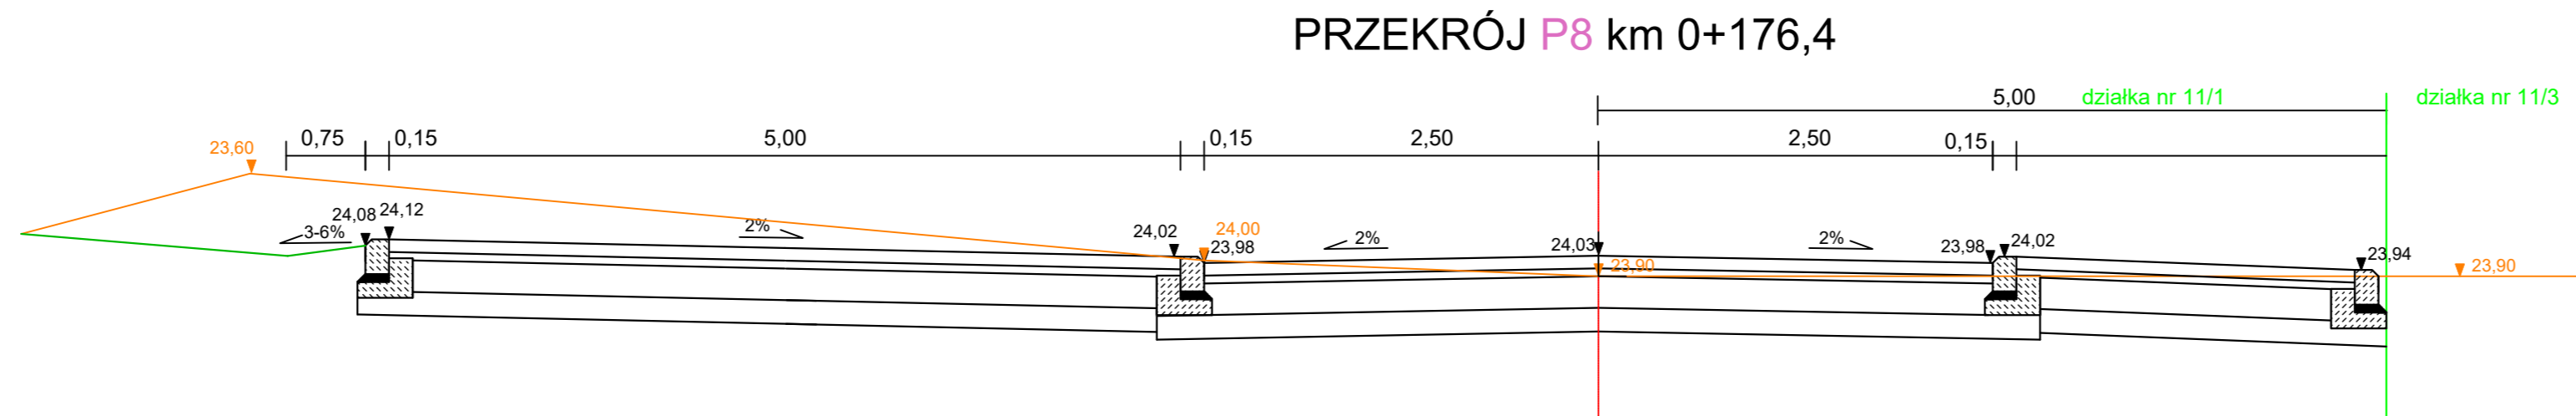 PRZEKRÓJ P8 km 0+176,4
5,00 działka nr 11/1 działka nr 11/3
0,75 0,15 5,00 0,15 2,50 2,50 0,15
23,60
24,08 24,12
3-6% 2% 24,02 24,00 2% 24,03 2% 23,98 24,02
23,98 23,94
23,90 23,90